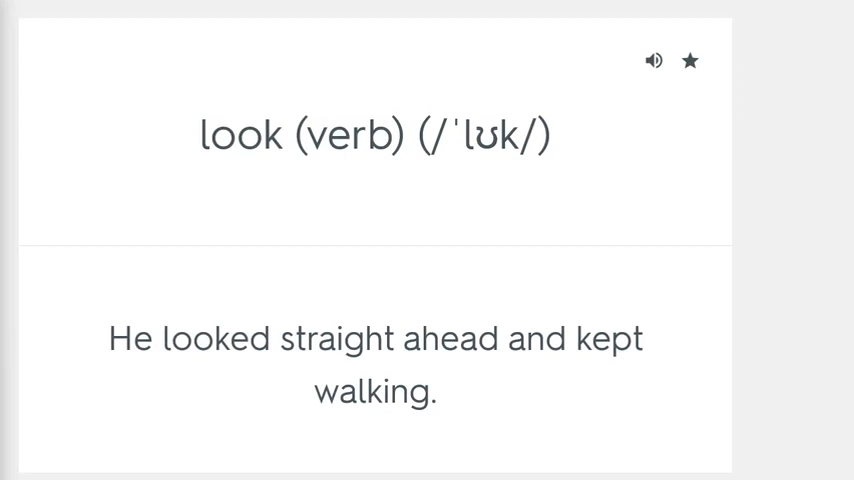 look (verb) (/ˈlʊk/)
He looked straight ahead and kept
walking.